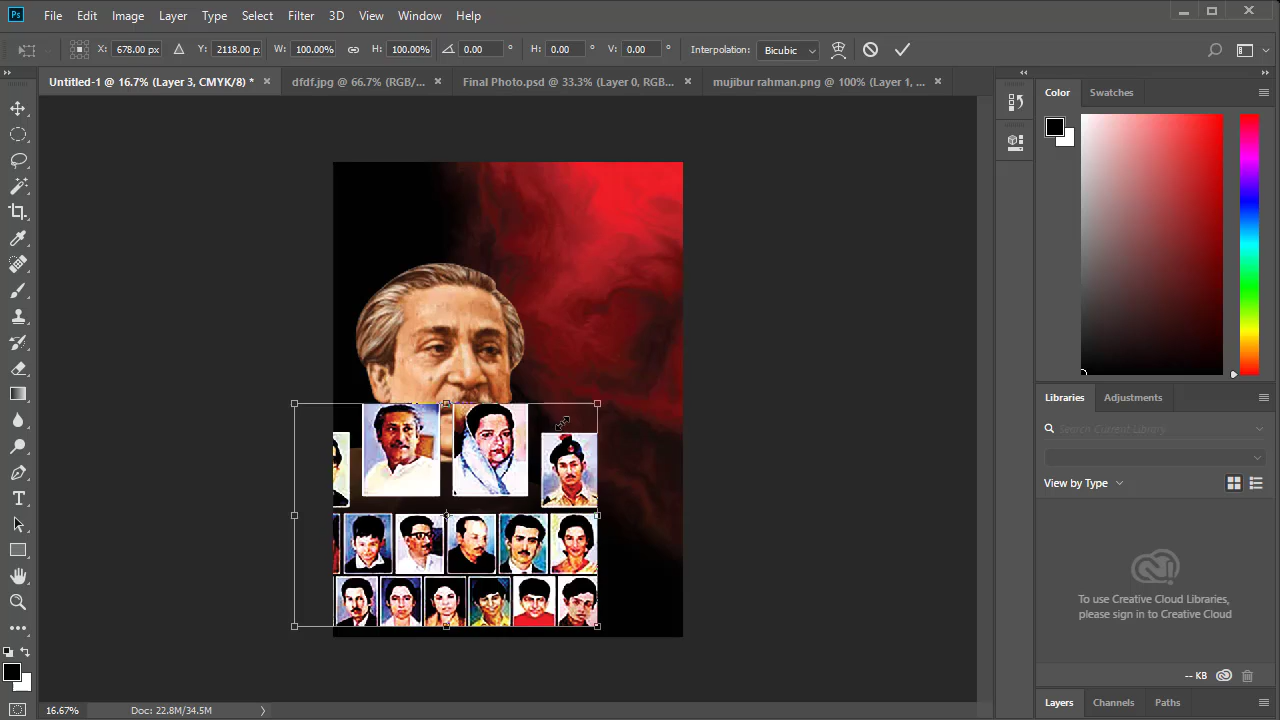 Ps File Edit Image Layer Type Select Filter 3D View Window Help
X: 678.00 px Y: 2118.00 p: W: 100.00% H: 100.00% 0.00 ° H: 0.00 ° V: 0.00 ° Interpolation: Bicubic
Untitled-1 @ 16.7% (Layer 3, CMYK/8) * × dfdf.jpg @ 66.7% (RGB/... × Final Photo.psd @ 33.3% (Layer 0, RGB... × mujibur rahman.png @ 100% (Layer 1, ... ×
Color Swatches
Libraries Adjustments
Search Current Library
View by Type
To use Creative Cloud Libraries,
please sign in to Creative Cloud
-- KB
Layers Channels Paths
16.67% Doc: 22.8M/34.5M